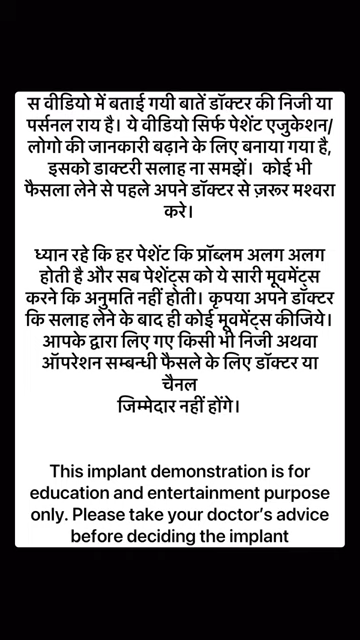 स वीडियो में बताई गयी बातें डॉक्टर की निजी या
पर्सनल राय है। ये वीडियो सिर्फ पेशेंट एजुकेशन/
लोगो की जानकारी बढ़ाने के लिए बनाया गया है,
इसको डाक्टरी सलाह ना समझें।  कोई भी
फैसला लेने से पहले अपने डॉक्टर से ज़रूर मश्वरा
करे।
ध्यान रहे कि हर पेशेंट कि प्रॉब्लम अलग अलग
होती है और सब पेशेंट्स को ये सारी मूवमेंट्स
करने कि अनुमति नहीं होती। कृपया अपने डॉक्टर
कि सलाह लेने के बाद ही कोई मूवमेंट्स कीजिये।
आपके द्वारा लिए गए किसी भी निजी अथवा
ऑपरेशन सम्बन्धी फैसले के लिए डॉक्टर या
चैनल
जिम्मेदार नहीं होंगे।
This implant demonstration is for
education and entertainment purpose
only. Please take your doctor's advice
before deciding the implant